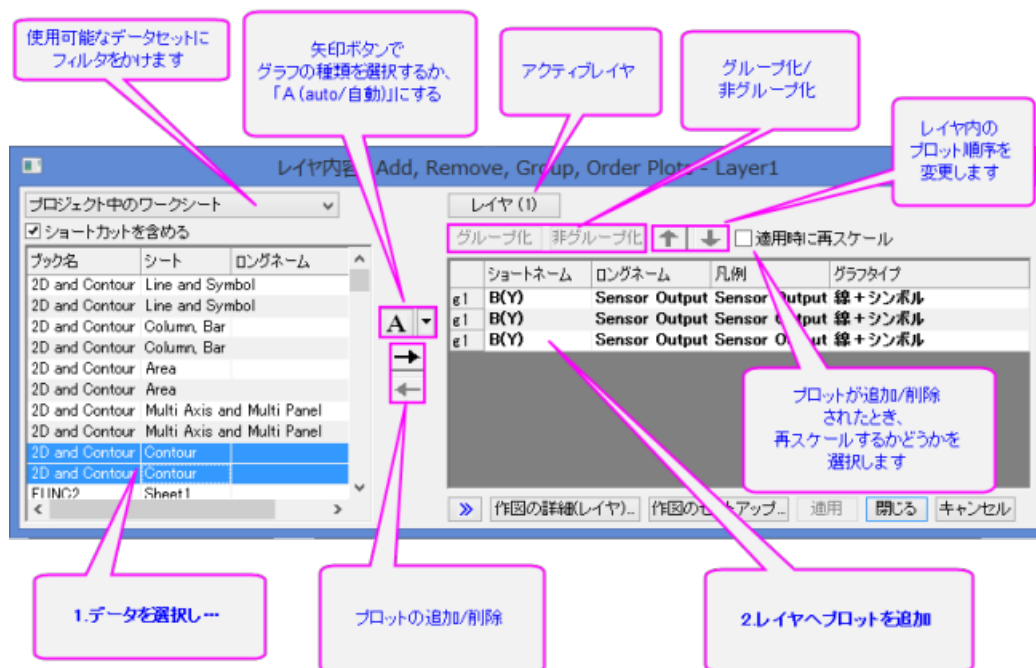 使用可能なデータセットに
フィルタをかけます
矢印ボタンで
グラフの種類を選択するか、
「A (auto/自動)」にする
アクティブレイヤ
グループ化/
非グループ化
レイヤ内の
プロット順序を
変更します
レイヤ内容: Add, Remove, Group, Order Plots - Layer1
プロジェクト中のワークシート
ショートカットを含める
ブック名 シート ロングネーム
2D and Contour Line and Symbol
2D and Contour Line and Symbol
2D and Contour Column, Bar
2D and Contour Column, Bar
2D and Contour Area
2D and Contour Area
2D and Contour Multi Axis and Multi Panel
2D and Contour Multi Axis and Multi Panel
2D and Contour Contour
2D and Contour Contour
FUNC2 Sheet1
A
レイヤ (1)
グループ化 非グループ化 適用時に再スケール
ショートネーム ロングネーム 凡例 グラフタイプ
g1 B(Y) Sensor Output Sensor Output 線+シンボル
g1 B(Y) Sensor Output Sensor Output 線+シンボル
g1 B(Y) Sensor Output Sensor Output 線+シンボル
プロットが追加/削除
されたとき、
再スケールするかどうかを
選択します
作図の詳細(レイヤ)... 作図のセットアップ... 適用 閉じる キャンセル
1.データを選択し…
プロットの追加/削除
2.レイヤへプロットを追加